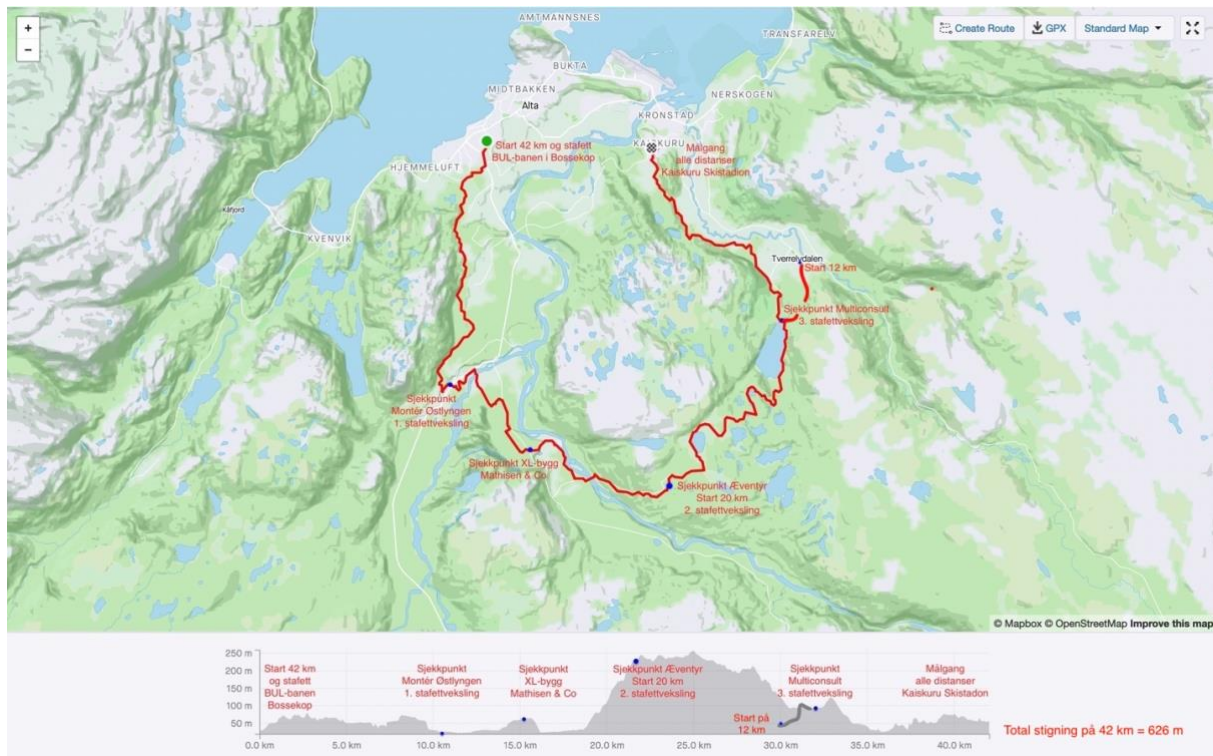 +
−
Create Route
GPX
Standard Map
AMTMANNSNES
TRANSFARELV
BUKTA
MIDTBAKKEN
NERSKOGEN
Alta
KRONSTAD
KAISKURU
Start 42 km og stafett
BUL-banen i Bossekop
Målgang
alle distanser
Kaiskuru Skistadion
HJEMMELUFT
Kåfjord
KVENVIK
Tverrelvdalen
Start 12 km
Sjekkpunkt Multiconsult
3. stafettveksling
Sjekkpunkt
Montér Østlyngen
1. stafettveksling
Sjekkpunkt XL-bygg
Mathisen & Co
Sjekkpunkt Æventyr
Start 20 km
2. stafettveksling
© Mapbox © OpenStreetMap Improve this map
250 m
200 m
150 m
100 m
50 m
Start 42 km
og stafett
BUL-banen
Bossekop
Sjekkpunkt
Montér Østlyngen
1. stafettveksling
Sjekkpunkt
XL-bygg
Mathisen & Co
Sjekkpunkt Æventyr
Start 20 km
2. stafettveksling
Start på
12 km
Sjekkpunkt
Multiconsult
3. stafettveksling
Målgang
alle distanser
Kaiskuru Skistadion
0.0 km
5.0 km
10.0 km
15.0 km
20.0 km
25.0 km
30.0 km
35.0 km
40.0 km
Total stigning på 42 km = 626 m